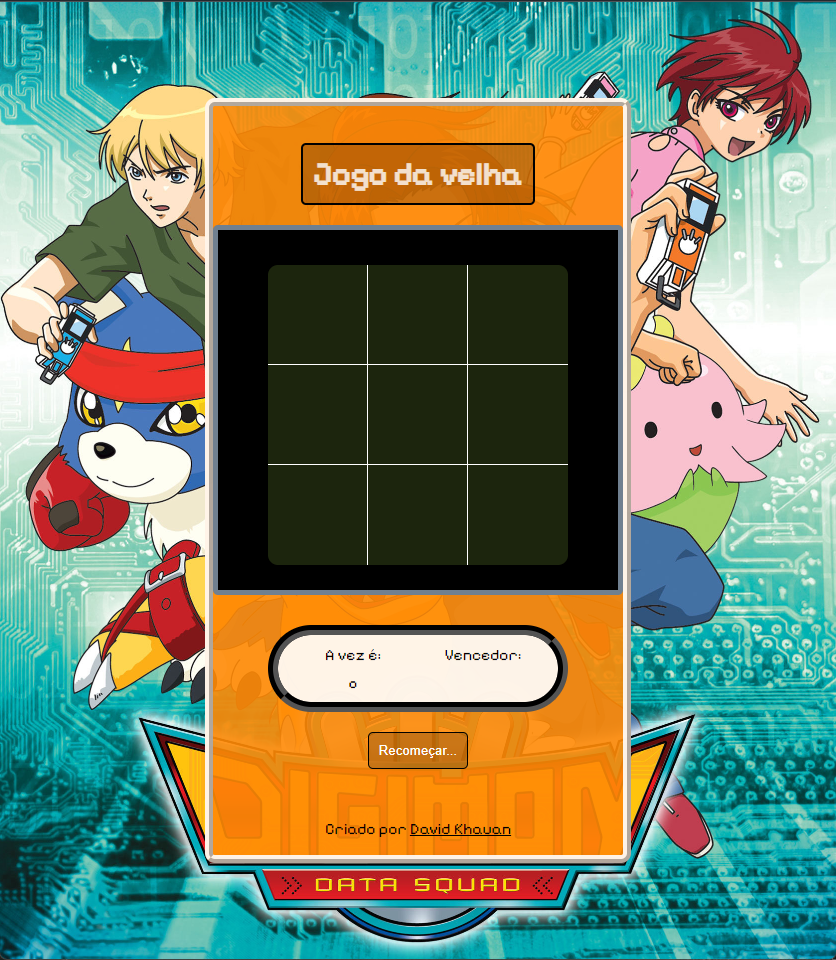 Jogo da velha
A vez é: Vencedor:
o
Recomeçar...
DIGIMON
Criado por David Khauan
DATA SQUAD